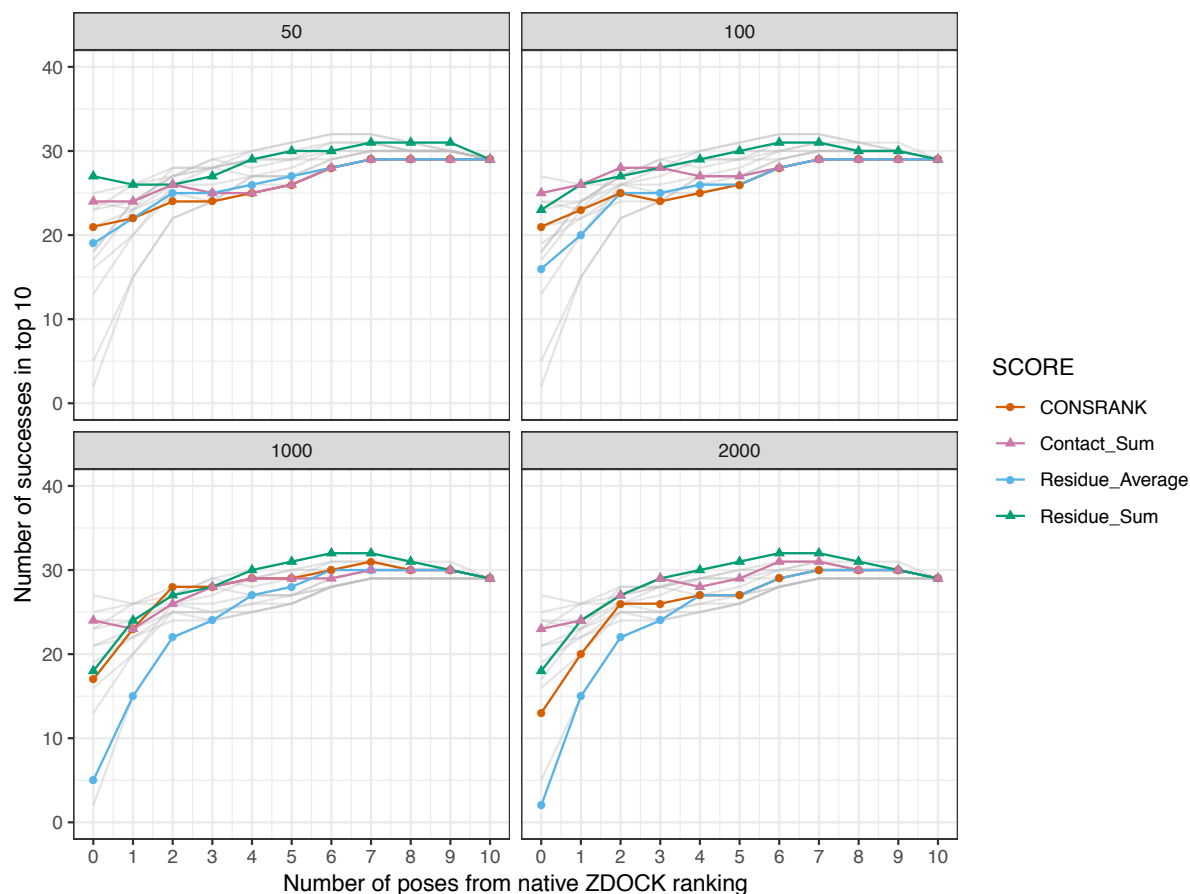 50
100
40
30
20
10
0
1000
2000
40
30
20
10
0
0 1 2 3 4 5 6 7 8 9 10
0 1 2 3 4 5 6 7 8 9 10
Number of poses from native ZDOCK ranking
Number of successes in top 10
SCORE
CONSRANK
Contact_Sum
Residue_Average
Residue_Sum